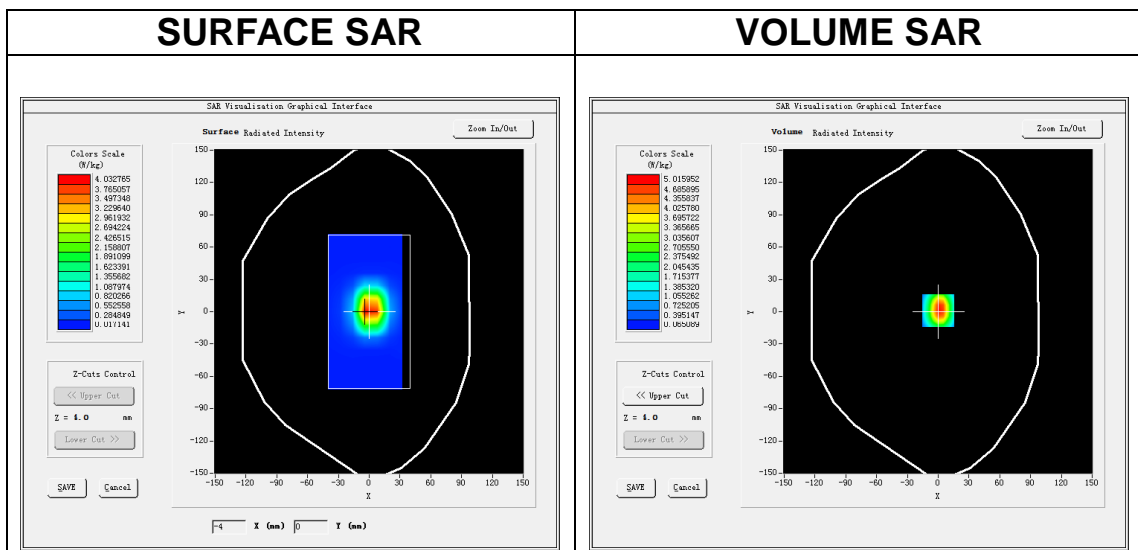 SURFACE SAR
VOLUME SAR
SAR Visualisation Graphical Interface
Surface Radiated Intensity
Zoom In/Out
Colors Scale
(W/kg)
4.032765
3.765057
3.497348
3.229640
2.961932
2.694224
2.426515
2.158807
1.891099
1.623391
1.355682
1.087974
0.820266
0.552558
0.284849
0.017141
Z-Cuts Control
<< Upper Cut
Z = 4.0 mm
Lower Cut >>
SAVE
Cancel
150
120
90
60
30
0
-30
-60
-90
-120
-150
Y
-150 -120 -90 -60 -30 0 30 60 90 120 150
X
-4 X (mm) 0 Y (mm)
SAR Visualisation Graphical Interface
Volume Radiated Intensity
Zoom In/Out
Colors Scale
(W/kg)
5.015952
4.685895
4.355837
4.025780
3.695722
3.365665
3.035607
2.705550
2.375492
2.045435
1.715377
1.385320
1.055262
0.725205
0.395147
0.065089
Z-Cuts Control
<< Upper Cut
Z = 4.0 mm
Lower Cut >>
SAVE
Cancel
150
120
90
60
30
0
-30
-60
-90
-120
-150
Y
-150 -120 -90 -60 -30 0 30 60 90 120 150
X